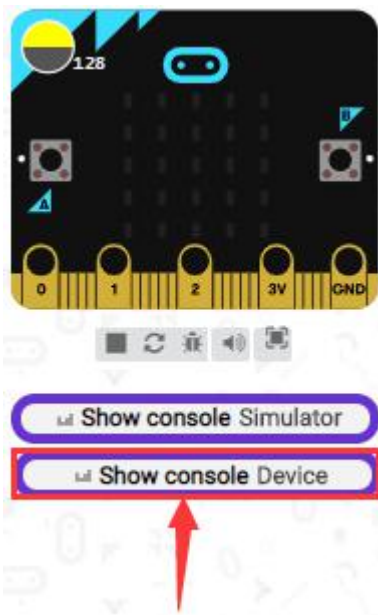 128
B
A
0 1 2 3V GND
Show console Simulator
Show console Device